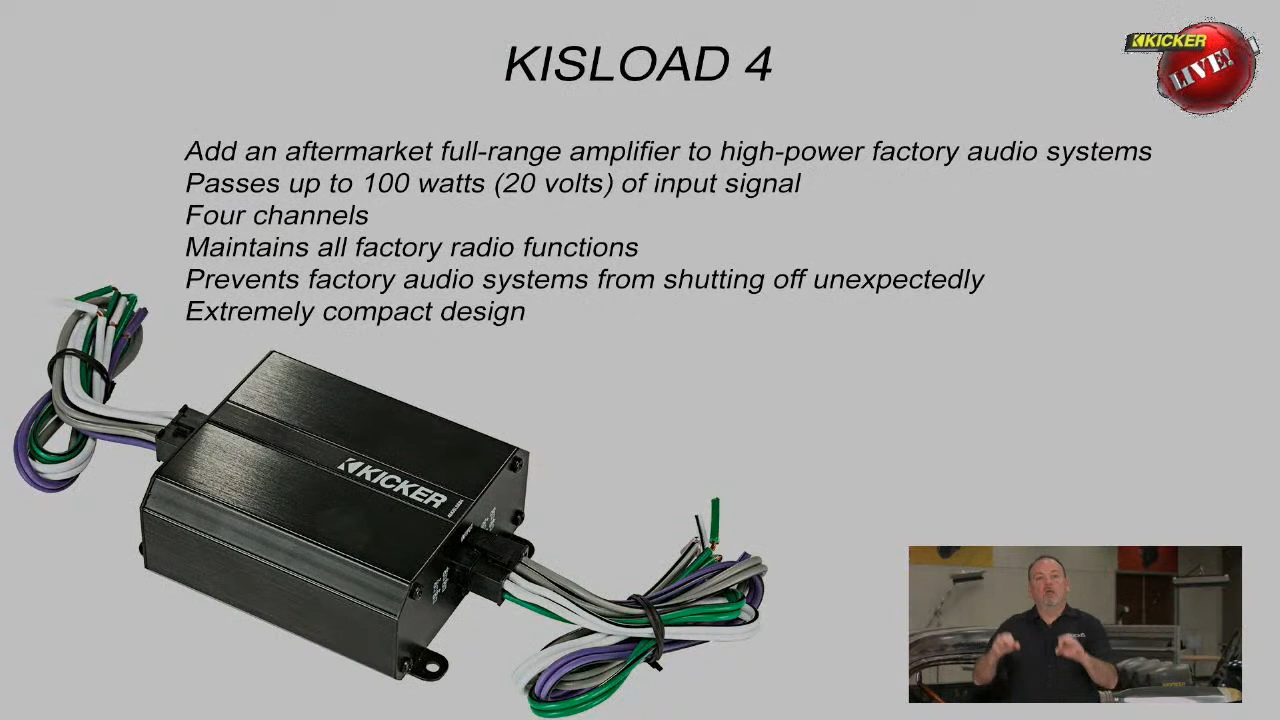 KISLOAD 4
KICKER
LIVE!
Add an aftermarket full-range amplifier to high-power factory audio systems
Passes up to 100 watts (20 volts) of input signal
Four channels
Maintains all factory radio functions
Prevents factory audio systems from shutting off unexpectedly
Extremely compact design
KICKER